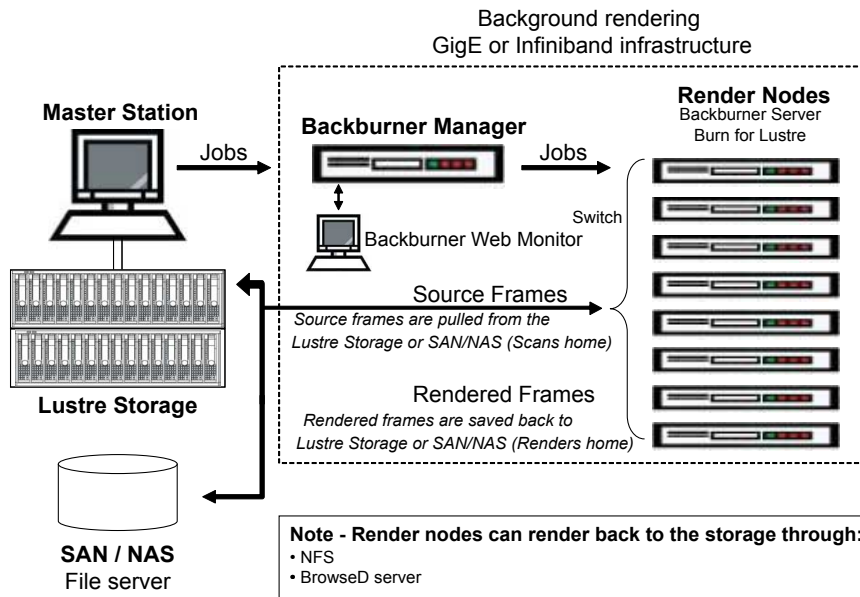 Background rendering
GigE or Infiniband infrastructure
Master Station
Jobs
Backburner Manager
Jobs
Render Nodes
Backburner Server
Burn for Lustre
Switch
Backburner Web Monitor
Source Frames
Source frames are pulled from the
Lustre Storage or SAN/NAS (Scans home)
Lustre Storage
Rendered Frames
Rendered frames are saved back to
Lustre Storage or SAN/NAS (Renders home)
SAN / NAS
File server
Note - Render nodes can render back to the storage through:
• NFS
• BrowseD server